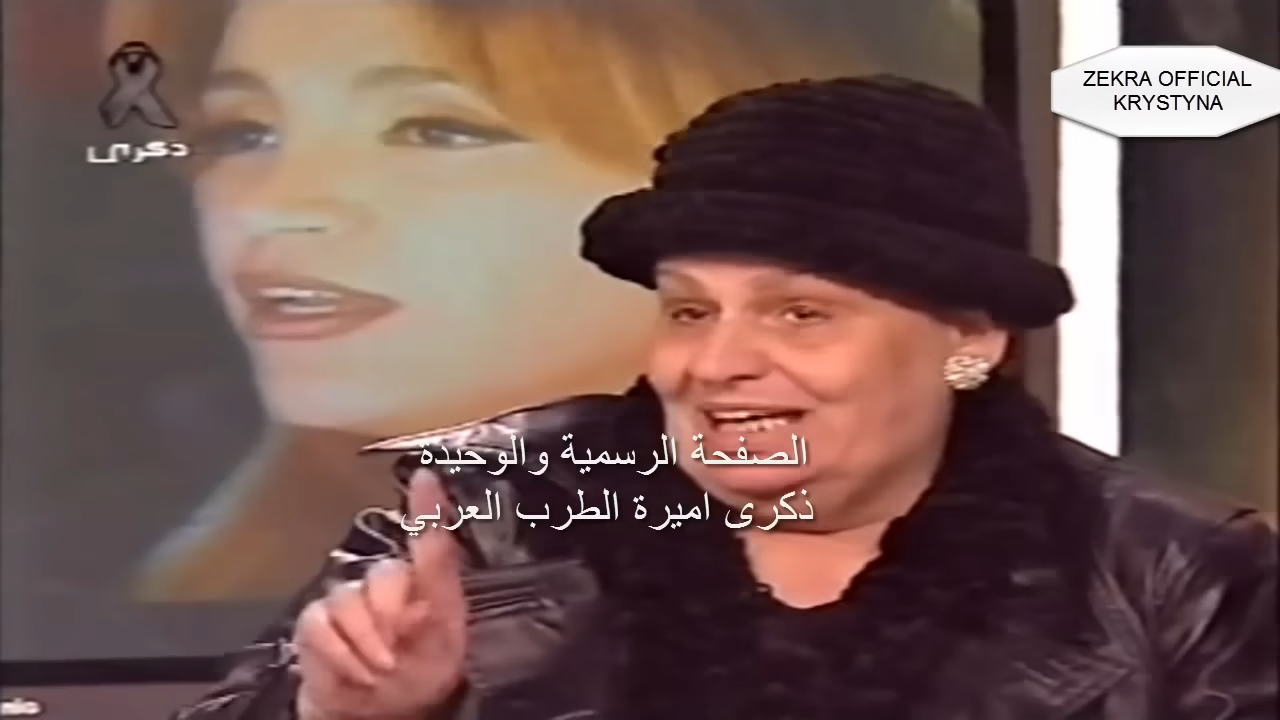 ذكرى
ZEKRA OFFICIAL
KRYSTYNA
الصفحة الرسمية والوحيدة
ذكرى اميرة الطرب العربي